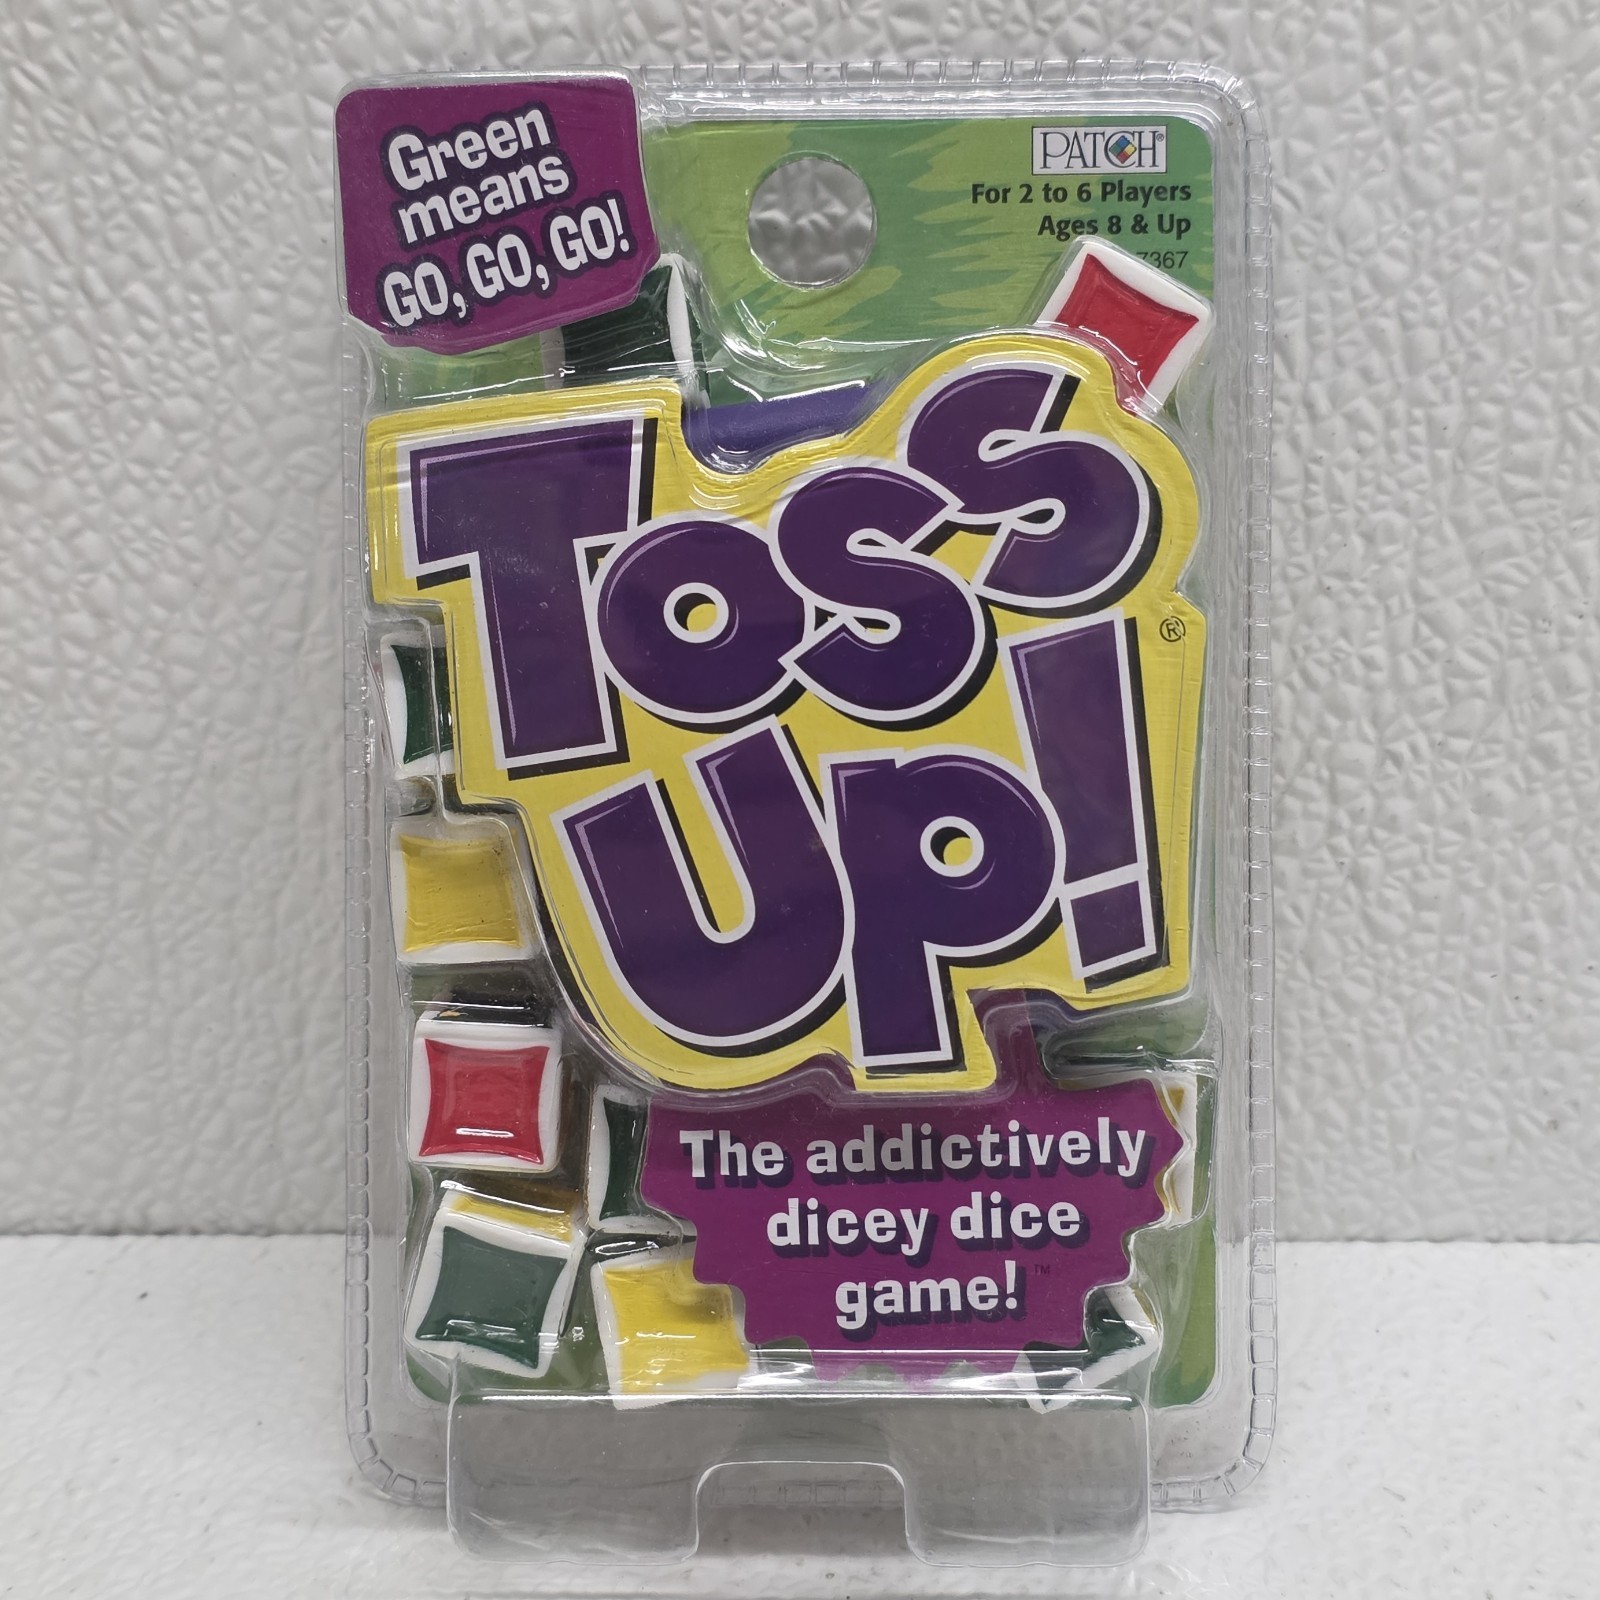 Green
means
GO, GO, GO!
PATCH®
For 2 to 6 Players
Ages 8 & Up
7367
TOSS
UP!®
The addictively
dicey dice
game!™